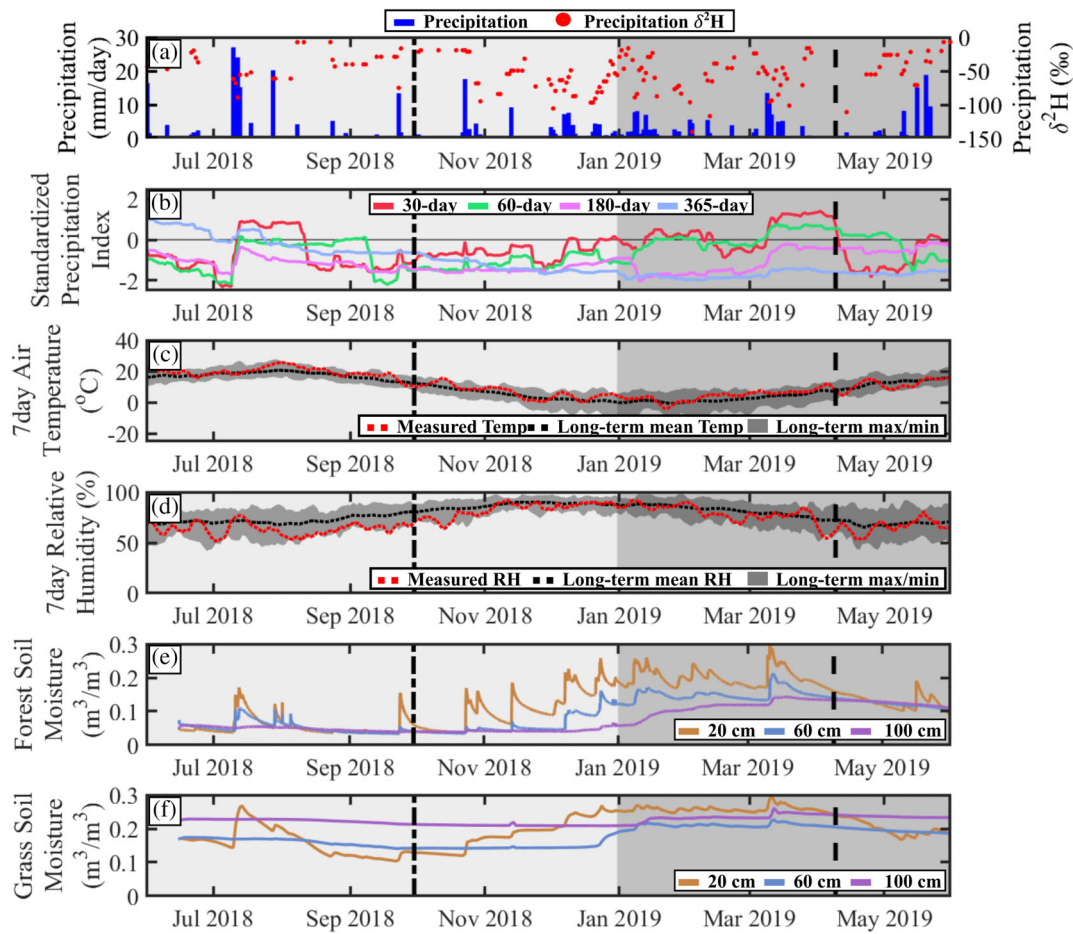 Precipitation Precipitation δ²H
Precipitation
(mm/day)
30
20
10
0
(a)
0
-50
-100
-150
Precipitation
δ²H (‰)
Jul 2018 Sep 2018 Nov 2018 Jan 2019 Mar 2019 May 2019
Standardized
Precipitation
Index
2
0
-2
(b)
30-day 60-day 180-day 365-day
Jul 2018 Sep 2018 Nov 2018 Jan 2019 Mar 2019 May 2019
7day Air
Temperature
(°C)
40
20
0
-20
(c)
Measured Temp Long-term mean Temp Long-term max/min
Jul 2018 Sep 2018 Nov 2018 Jan 2019 Mar 2019 May 2019
7day Relative
Humidity (%)
100
50
0
(d)
Measured RH Long-term mean RH Long-term max/min
Jul 2018 Sep 2018 Nov 2018 Jan 2019 Mar 2019 May 2019
Forest Soil
Moisture
(m³/m³)
0.3
0.2
0.1
0
(e)
20 cm 60 cm 100 cm
Jul 2018 Sep 2018 Nov 2018 Jan 2019 Mar 2019 May 2019
Grass Soil
Moisture
(m³/m³)
0.3
0.2
0.1
0
(f)
20 cm 60 cm 100 cm
Jul 2018 Sep 2018 Nov 2018 Jan 2019 Mar 2019 May 2019